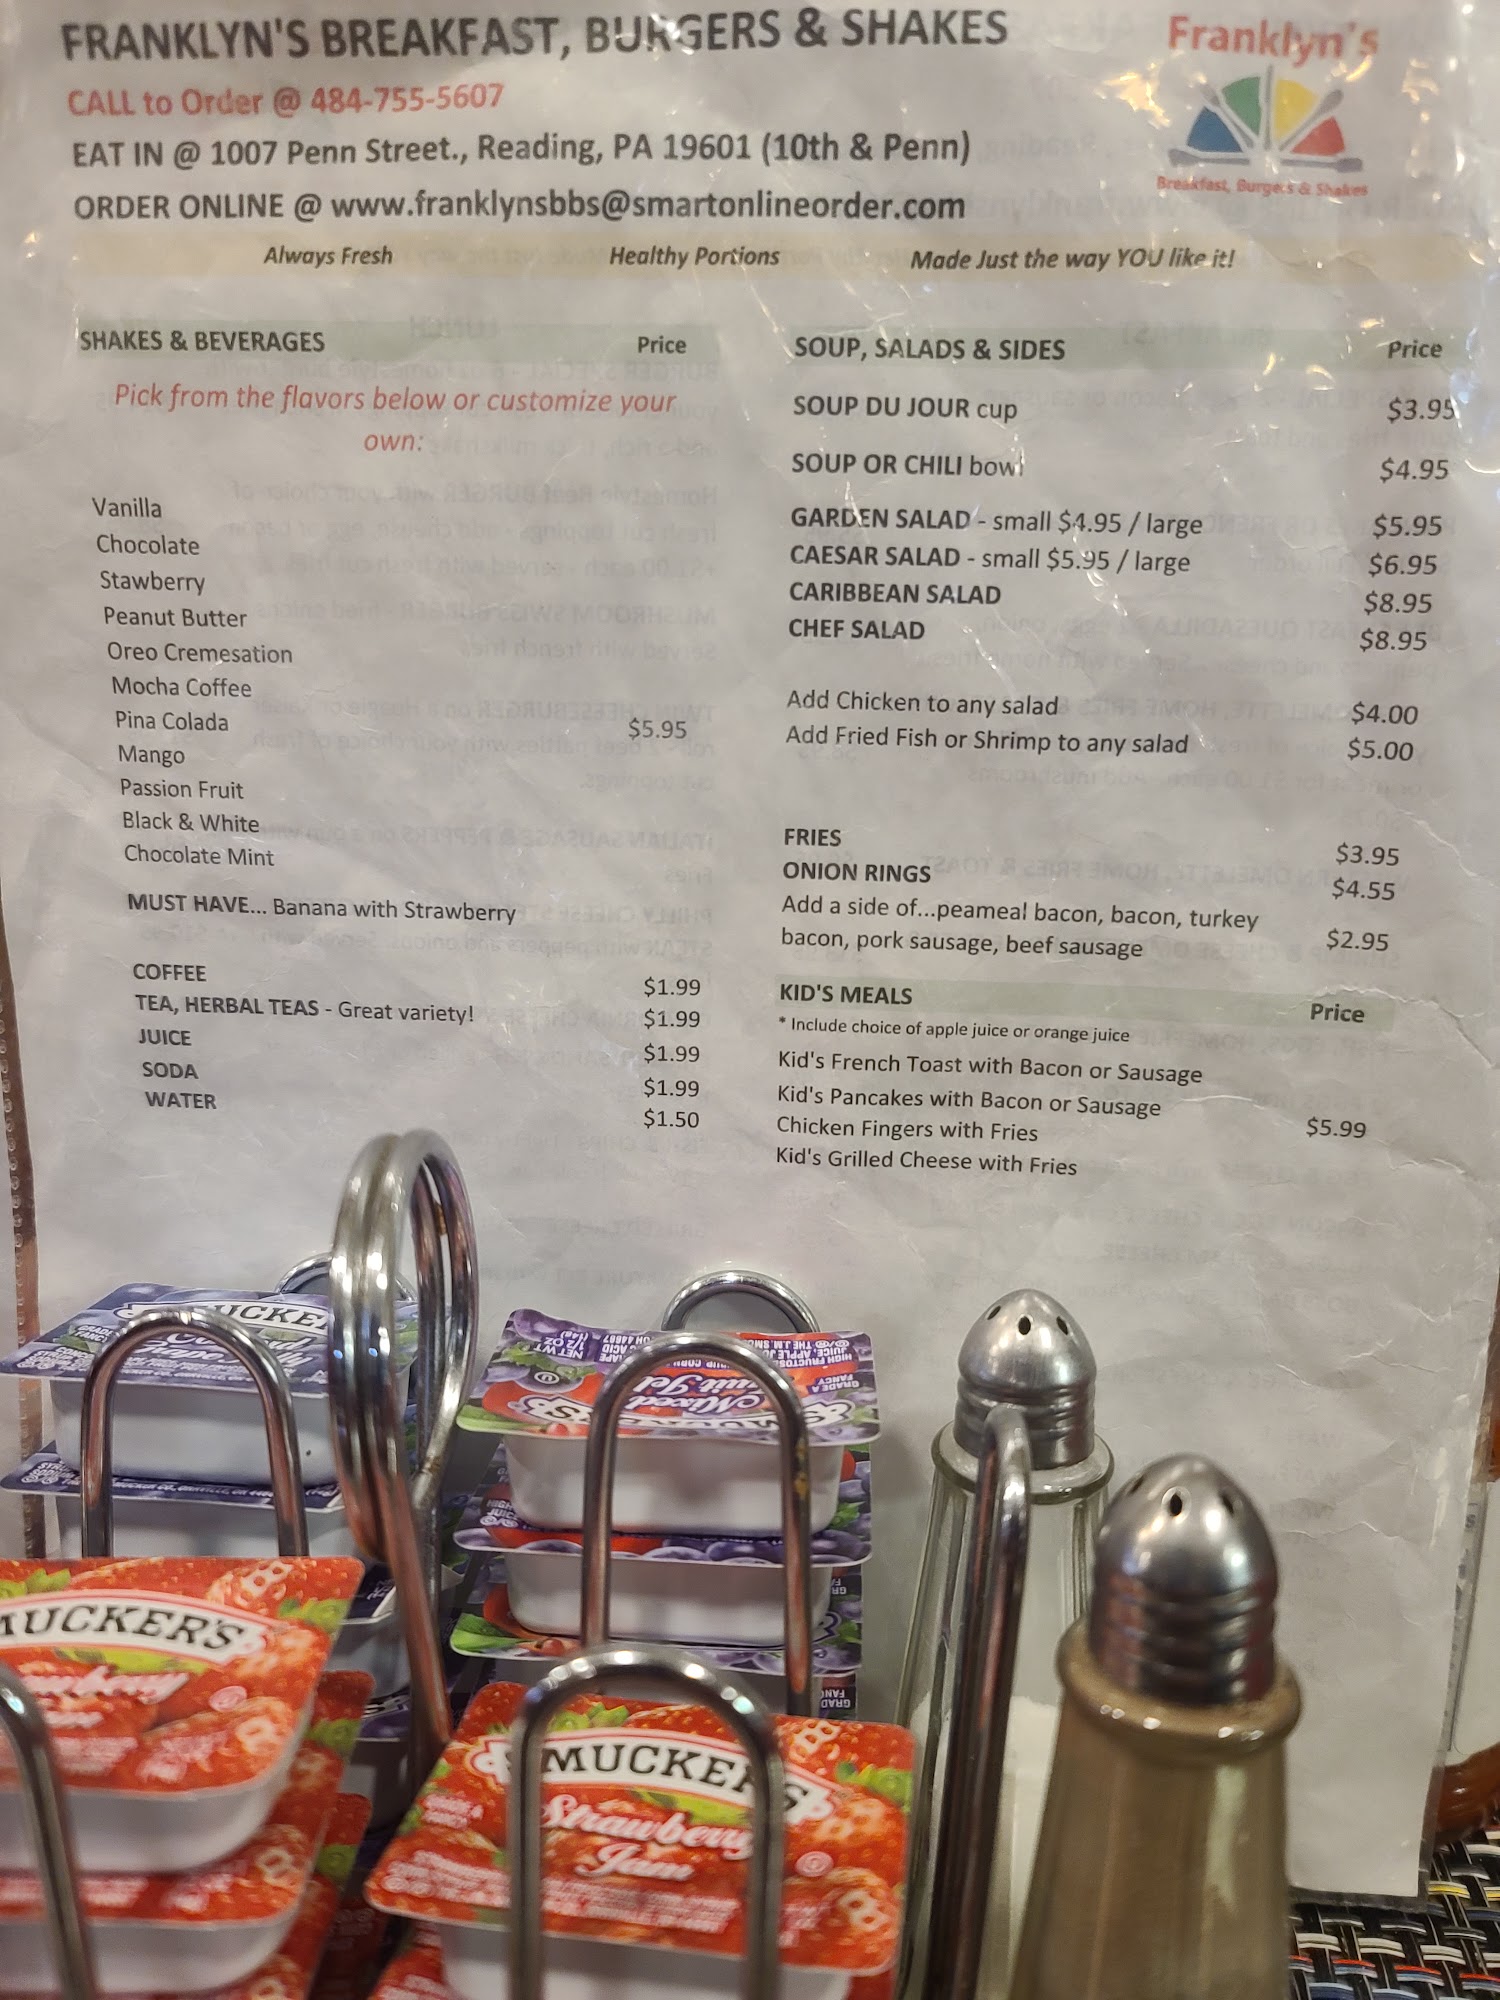 FRANKLYN'S BREAKFAST, BURGERS & SHAKES
CALL to Order @ 484-755-5607
EAT IN @ 1007 Penn Street., Reading, PA 19601 (10th & Penn)
ORDER ONLINE @ www.franklynsbbs@smartonlineorder.com
Franklyn's
Breakfast, Burgers & Shakes
Always Fresh Healthy Portions Made Just the way YOU like it!
SHAKES & BEVERAGES Price
Pick from the flavors below or customize your
own:
Vanilla
Chocolate
Stawberry
Peanut Butter
Oreo Cremesation
Mocha Coffee
Pina Colada $5.95
Mango
Passion Fruit
Black & White
Chocolate Mint
MUST HAVE... Banana with Strawberry
COFFEE $1.99
TEA, HERBAL TEAS - Great variety! $1.99
JUICE $1.99
SODA $1.99
WATER $1.50
SOUP, SALADS & SIDES Price
SOUP DU JOUR cup $3.95
SOUP OR CHILI bowl $4.95
GARDEN SALAD - small $4.95 / large $5.95
CAESAR SALAD - small $5.95 / large $6.95
CARIBBEAN SALAD $8.95
CHEF SALAD $8.95
Add Chicken to any salad $4.00
Add Fried Fish or Shrimp to any salad $5.00
FRIES $3.95
ONION RINGS $4.55
Add a side of...peameal bacon, bacon, turkey
bacon, pork sausage, beef sausage $2.95
KID'S MEALS Price
* Include choice of apple juice or orange juice
Kid's French Toast with Bacon or Sausage
Kid's Pancakes with Bacon or Sausage
Chicken Fingers with Fries $5.99
Kid's Grilled Cheese with Fries
SMUCKER'S
Mixed
Fruit Jelly
SMUCKER'S
SMUCKER'S
Strawberry
Jam